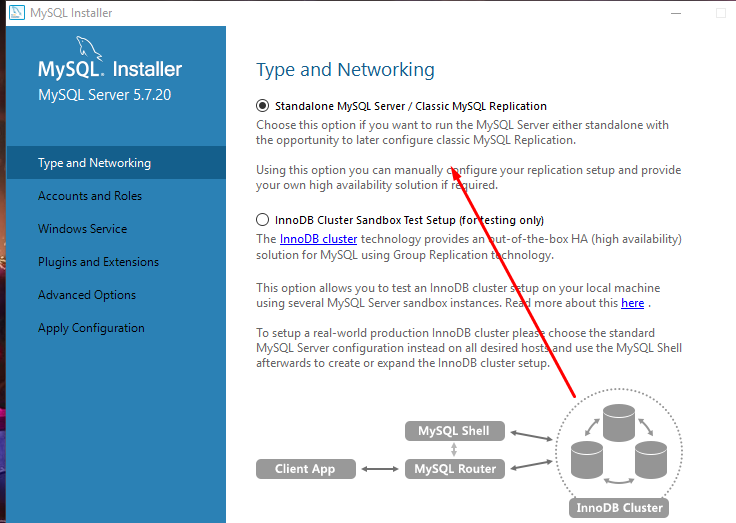 MySQL Installer
MySQL. Installer
MySQL Server 5.7.20
Type and Networking
Accounts and Roles
Windows Service
Plugins and Extensions
Advanced Options
Apply Configuration
Type and Networking
Standalone MySQL Server / Classic MySQL Replication
Choose this option if you want to run the MySQL Server either standalone with
the opportunity to later configure classic MySQL Replication.
Using this option you can manually configure your replication setup and provide
your own high availability solution if required.
InnoDB Cluster Sandbox Test Setup (for testing only)
The InnoDB cluster technology provides an out-of-the-box HA (high availability)
solution for MySQL using Group Replication technology.
This option allows you to test an InnoDB cluster setup on your local machine
using several MySQL Server sandbox instances. Read more about this here .
To setup a real-world production InnoDB cluster please choose the standard
MySQL Server configuration instead on all desired hosts and use the MySQL Shell
afterwards to create or expand the InnoDB cluster setup.
MySQL Shell
Client App
MySQL Router
InnoDB Cluster